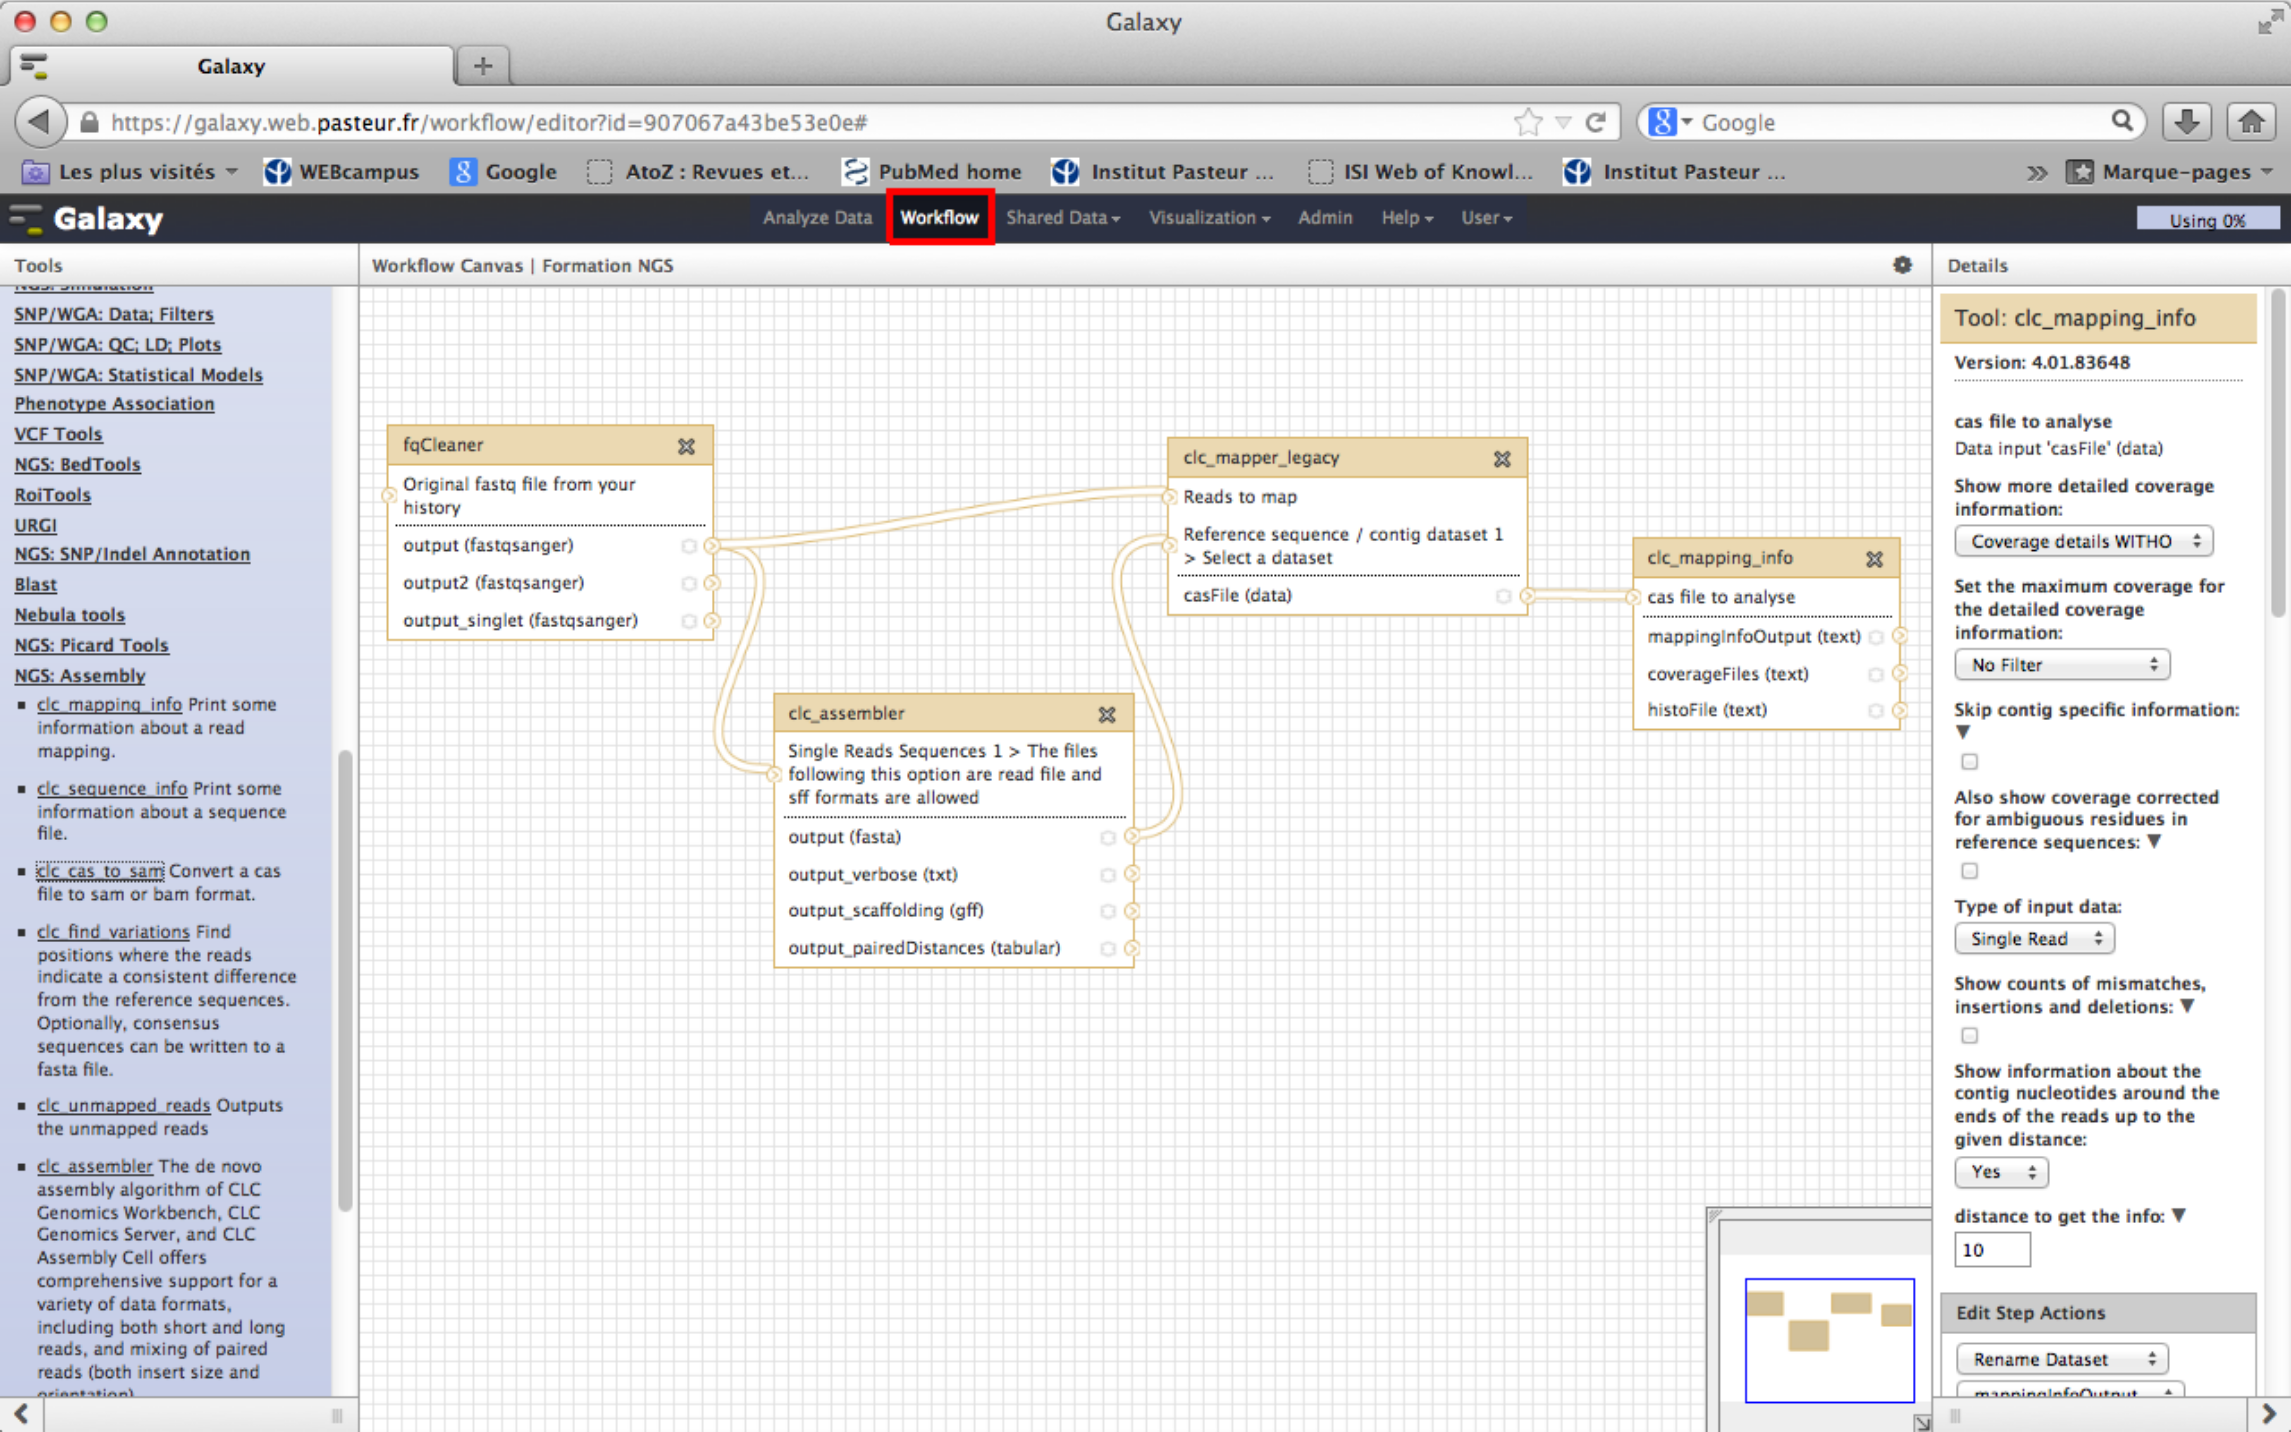 Galaxy
Galaxy
https://galaxy.web.pasteur.fr/workflow/editor?id=907067a43be53e0e#
Google
Les plus visités
WEBcampus
Google
AtoZ : Revues et...
PubMed home
Institut Pasteur ...
ISI Web of Knowl...
Institut Pasteur ...
Marque-pages
Galaxy
Analyze Data
Workflow
Shared Data
Visualization
Admin
Help
User
Using 0%
Tools
NGS: Simulation
SNP/WGA: Data; Filters
SNP/WGA: QC; LD; Plots
SNP/WGA: Statistical Models
Phenotype Association
VCF Tools
NGS: BedTools
RoiTools
URGI
NGS: SNP/Indel Annotation
Blast
Nebula tools
NGS: Picard Tools
NGS: Assembly
clc_mapping_info Print some
information about a read
mapping.
clc_sequence_info Print some
information about a sequence
file.
clc_cas_to_sam Convert a cas
file to sam or bam format.
clc_find_variations Find
positions where the reads
indicate a consistent difference
from the reference sequences.
Optionally, consensus
sequences can be written to a
fasta file.
clc_unmapped_reads Outputs
the unmapped reads
clc_assembler The de novo
assembly algorithm of CLC
Genomics Workbench, CLC
Genomics Server, and CLC
Assembly Cell offers
comprehensive support for a
variety of data formats,
including both short and long
reads, and mixing of paired
reads (both insert size and
orientation)
Workflow Canvas | Formation NGS
fqCleaner
Original fastq file from your
history
output (fastqsanger)
output2 (fastqsanger)
output_singlet (fastqsanger)
clc_assembler
Single Reads Sequences 1 > The files
following this option are read file and
sff formats are allowed
output (fasta)
output_verbose (txt)
output_scaffolding (gff)
output_pairedDistances (tabular)
clc_mapper_legacy
Reads to map
Reference sequence / contig dataset 1
> Select a dataset
casFile (data)
clc_mapping_info
cas file to analyse
mappingInfoOutput (text)
coverageFiles (text)
histoFile (text)
Details
Tool: clc_mapping_info
Version: 4.01.83648
cas file to analyse
Data input 'casFile' (data)
Show more detailed coverage
information:
Coverage details WITHO
Set the maximum coverage for
the detailed coverage
information:
No Filter
Skip contig specific information:
Also show coverage corrected
for ambiguous residues in
reference sequences:
Type of input data:
Single Read
Show counts of mismatches,
insertions and deletions:
Show information about the
contig nucleotides around the
ends of the reads up to the
given distance:
Yes
distance to get the info:
10
Edit Step Actions
Rename Dataset
mappingInfoOutput